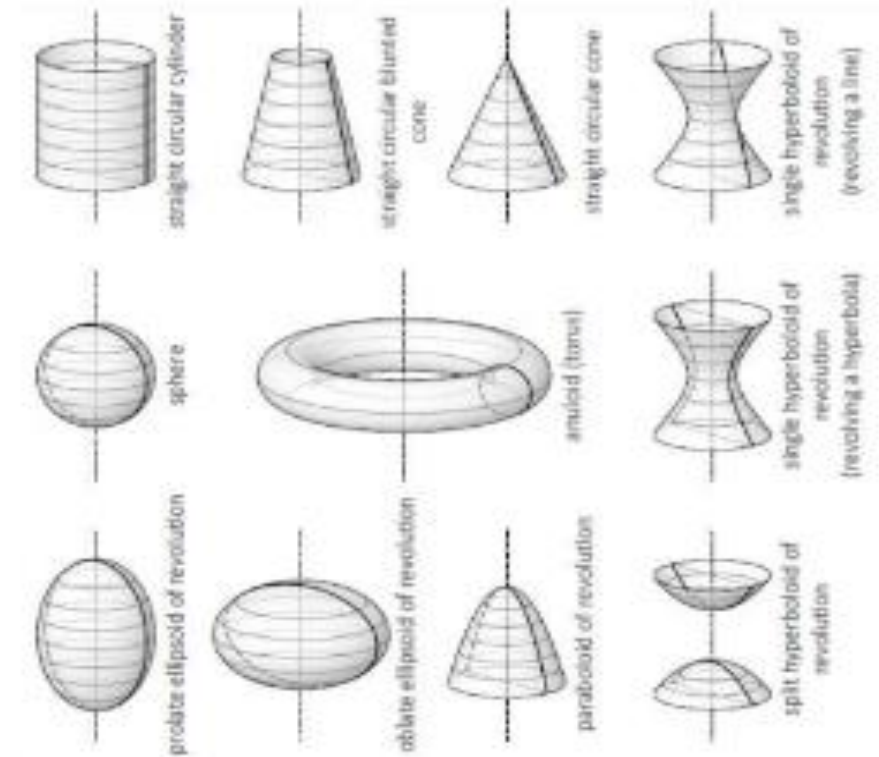 straight circular cylinder
straight circular blunted
cone
straight circular cone
single hyperboloid of
revolution
(revolving a line)
sphere
anuloid (torus)
single hyperboloid of
revolution
(revolving a hyperbola)
prolate ellipsoid of revolution
oblate ellipsoid of revolution
paraboloid of revolution
split hyperboloid of
revolution